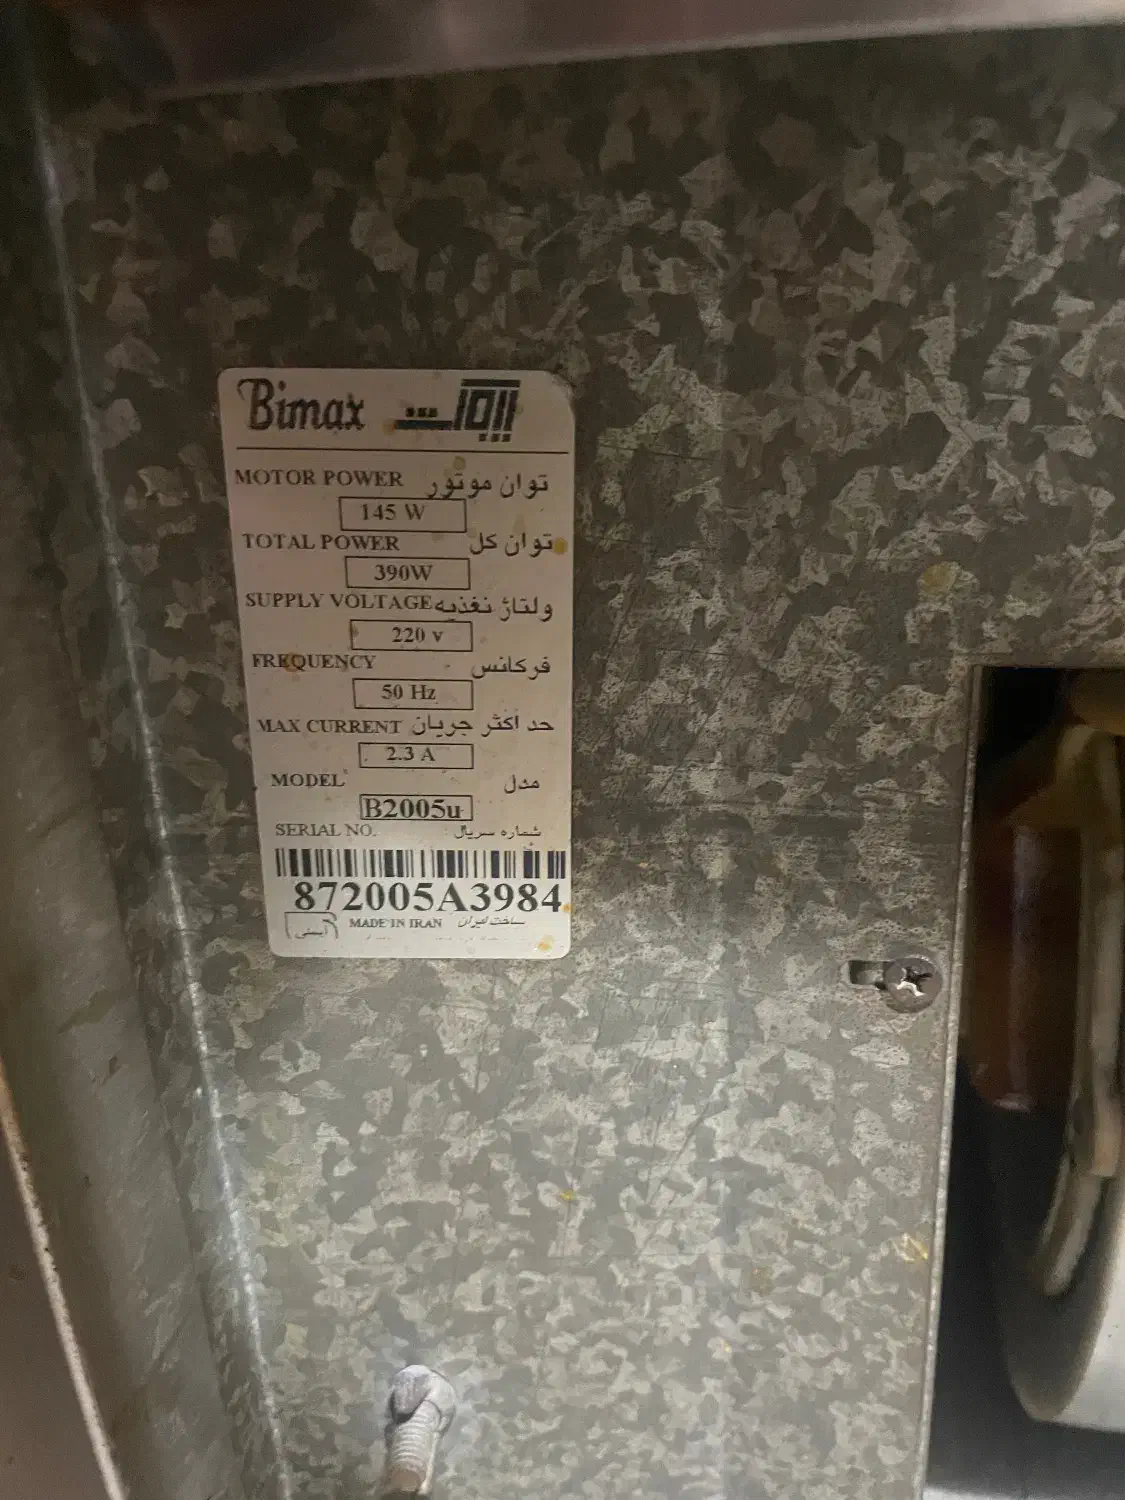 Bimax بیمکث
MOTOR POWER توان موتور
145 W
TOTAL POWER توان کل
390W
SUPPLY VOLTAGE ولتاژ تغذیه
220 v
FREQUENCY فرکانس
50 Hz
MAX CURRENT حد اکثر جریان
2.3 A
MODEL مدل
B2005u
SERIAL NO. شماره سریال
872005A3984
ایمنی MADE IN IRAN ساخت ایران